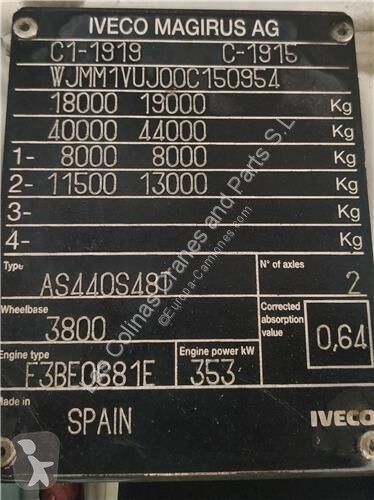 IVECO MAGIRUS AG
C1-1919 C-1915
WJMM1VUJ00C150954
18000 19000 Kg
40000 44000 Kg
1- 8000 8000 Kg
2- 11500 13000 Kg
3- Kg
4- Kg
Type AS440S48T N° of axles 2
Wheelbase 3800 Corrected absorption value 0,64
Engine type F3BE0681E Engine power kW 353
Made in SPAIN IVECO
Las Colinas Cranes and Parts S.L.
©Europa-Camiones.com